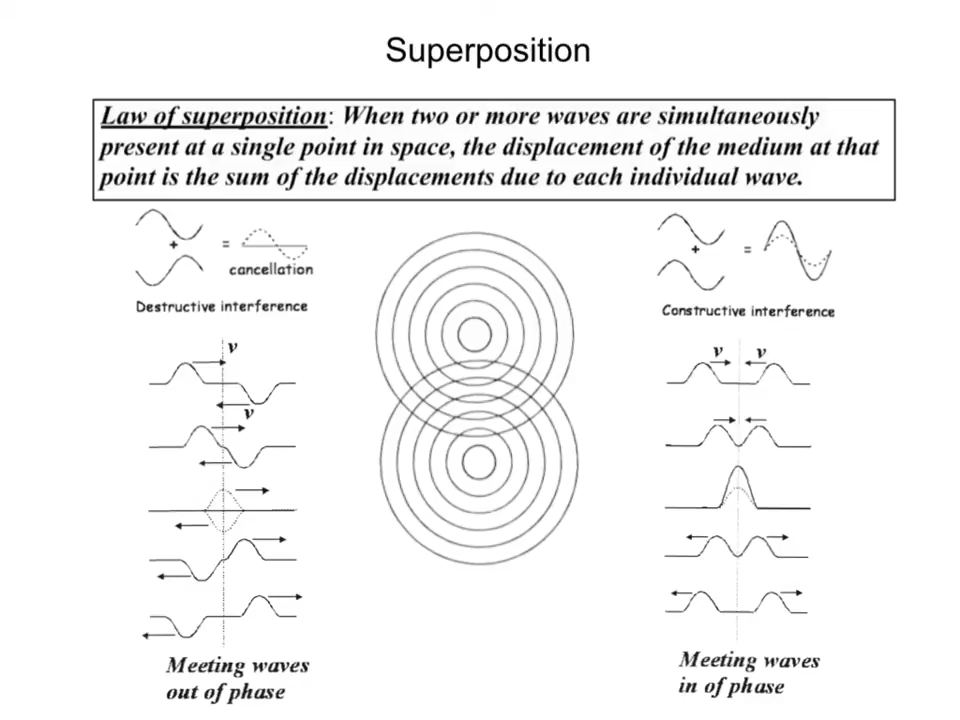 Superposition
Law of superposition: When two or more waves are simultaneously
present at a single point in space, the displacement of the medium at that
point is the sum of the displacements due to each individual wave.
+ =
cancellation
Destructive interference
+ =
Constructive interference
v
v
v v
Meeting waves
out of phase
Meeting waves
in of phase